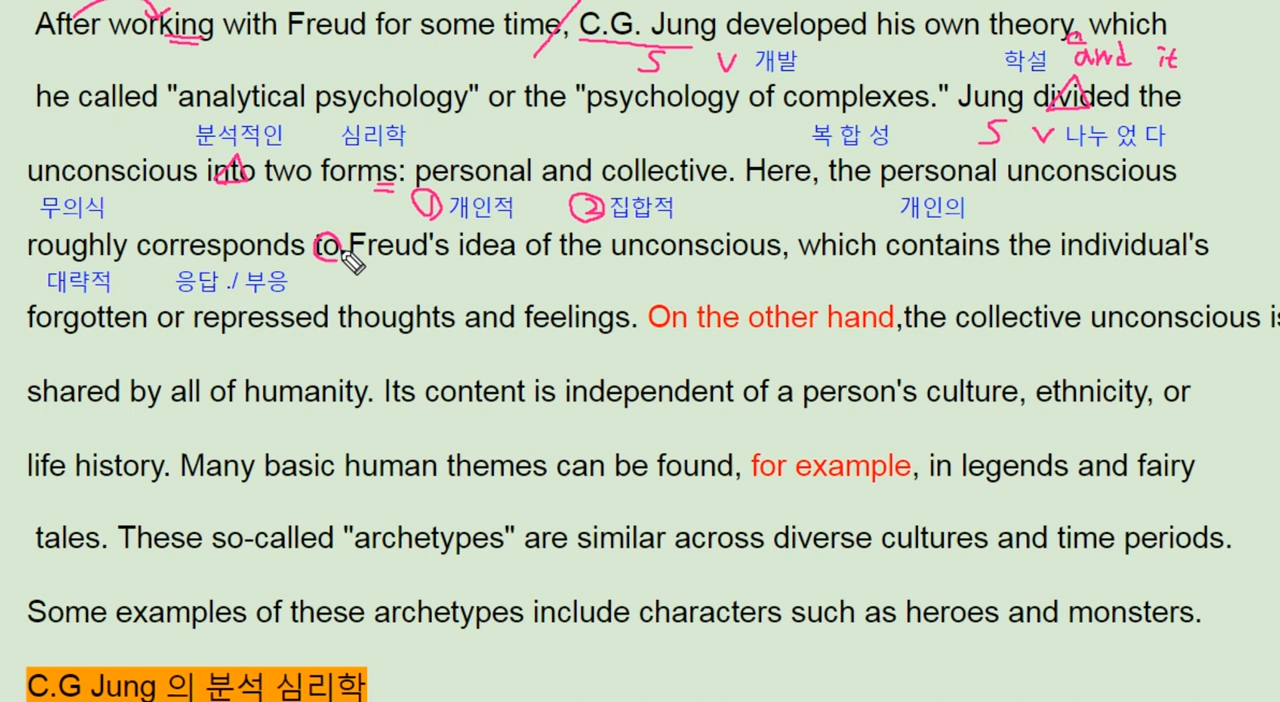 After working with Freud for some time, C.G. Jung developed his own theory, which
S V 개발 학설 and it
he called "analytical psychology" or the "psychology of complexes." Jung divided the
분석적인 심리학 복 합 성 S V 나누 었 다
unconscious into two forms: personal and collective. Here, the personal unconscious
무의식 ① 개인적 ② 집합적 개인의
roughly corresponds to Freud's idea of the unconscious, which contains the individual's
대략적 응답 ./ 부응
forgotten or repressed thoughts and feelings. On the other hand,the collective unconscious is
shared by all of humanity. Its content is independent of a person's culture, ethnicity, or
life history. Many basic human themes can be found, for example, in legends and fairy
tales. These so-called "archetypes" are similar across diverse cultures and time periods.
Some examples of these archetypes include characters such as heroes and monsters.
C.G Jung 의 분석 심리학